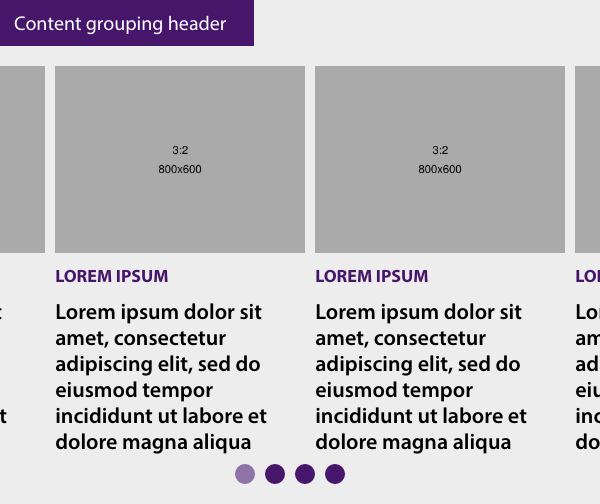 Content grouping header
3:2
800x600
LOREM IPSUM
Lorem ipsum dolor sit
amet, consectetur
adipiscing elit, sed do
eiusmod tempor
incididunt ut labore et
dolore magna aliqua
3:2
800x600
LOREM IPSUM
Lorem ipsum dolor sit
amet, consectetur
adipiscing elit, sed do
eiusmod tempor
incididunt ut labore et
dolore magna aliqua